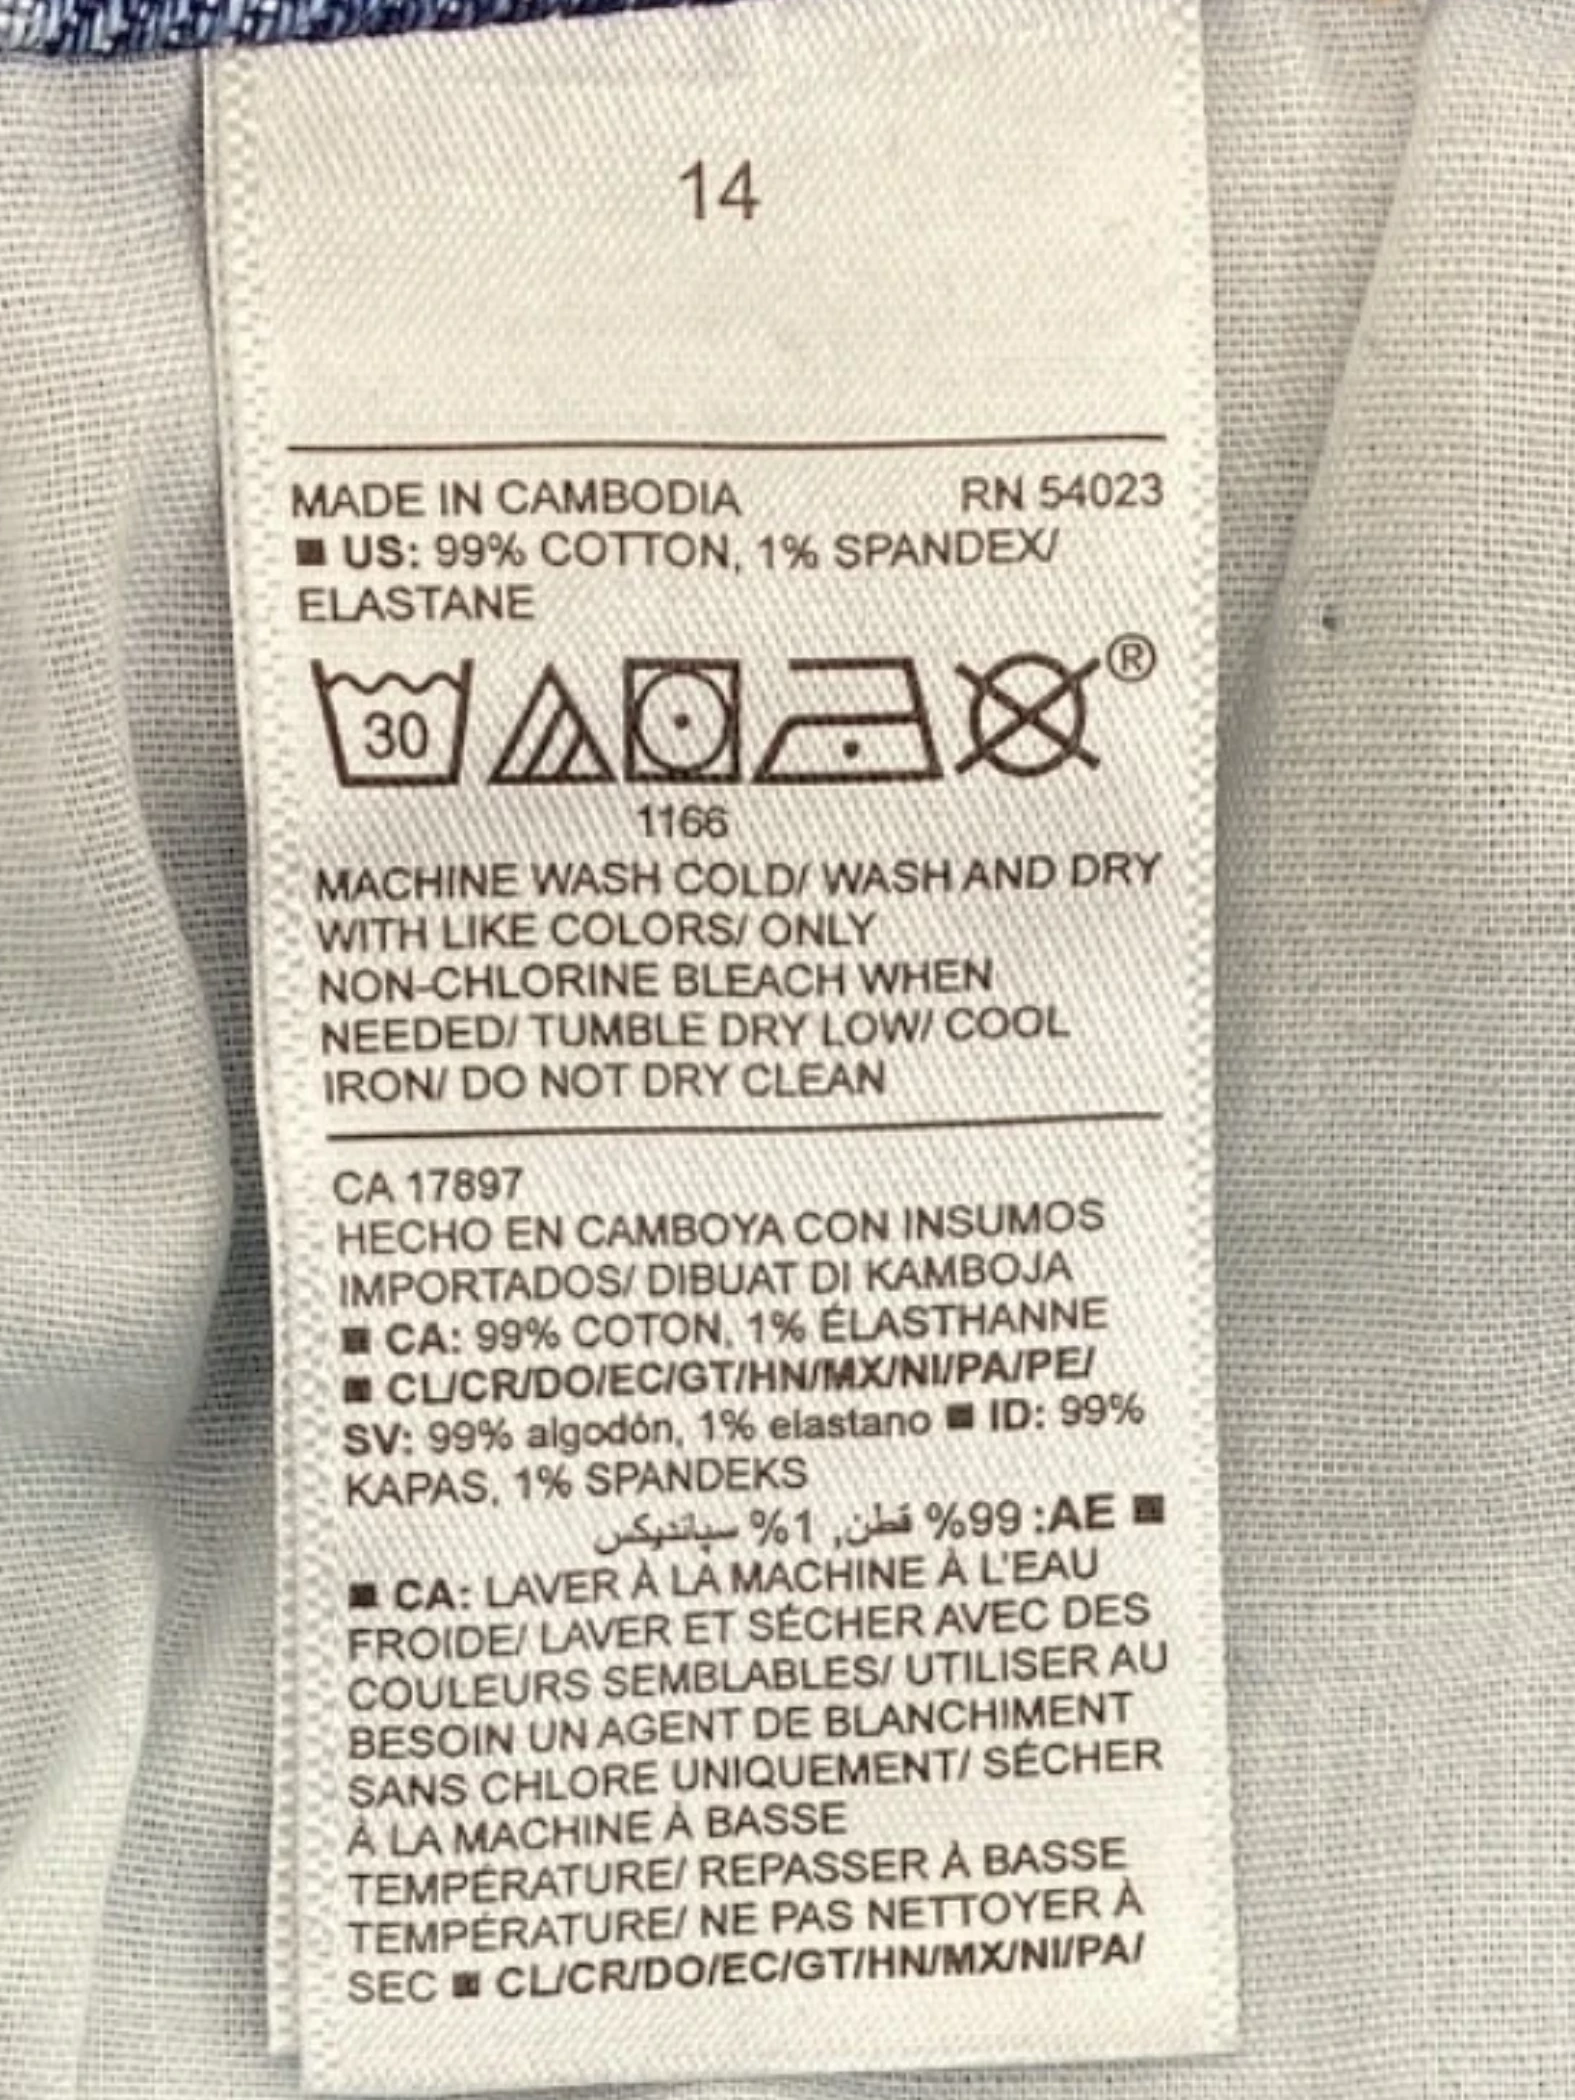 14
MADE IN CAMBODIA RN 54023
■ US: 99% COTTON, 1% SPANDEX/
ELASTANE
30 ®
1166
MACHINE WASH COLD/ WASH AND DRY
WITH LIKE COLORS/ ONLY
NON-CHLORINE BLEACH WHEN
NEEDED/ TUMBLE DRY LOW/ COOL
IRON/ DO NOT DRY CLEAN
CA 17897
HECHO EN CAMBOYA CON INSUMOS
IMPORTADOS/ DIBUAT DI KAMBOJA
■ CA: 99% COTON, 1% ÉLASTHANNE
■ CL/CR/DO/EC/GT/HN/MX/NI/PA/PE/
SV: 99% algodón, 1% elastano ■ ID: 99%
KAPAS, 1% SPANDEKS
■ AE: 99% قطن, 1% سباندیكس
■ CA: LAVER À LA MACHINE À L'EAU
FROIDE/ LAVER ET SÉCHER AVEC DES
COULEURS SEMBLABLES/ UTILISER AU
BESOIN UN AGENT DE BLANCHIMENT
SANS CHLORE UNIQUEMENT/ SÉCHER
À LA MACHINE À BASSE
TEMPÉRATURE/ REPASSER À BASSE
TEMPÉRATURE/ NE PAS NETTOYER À
SEC ■ CL/CR/DO/EC/GT/HN/MX/NI/PA/